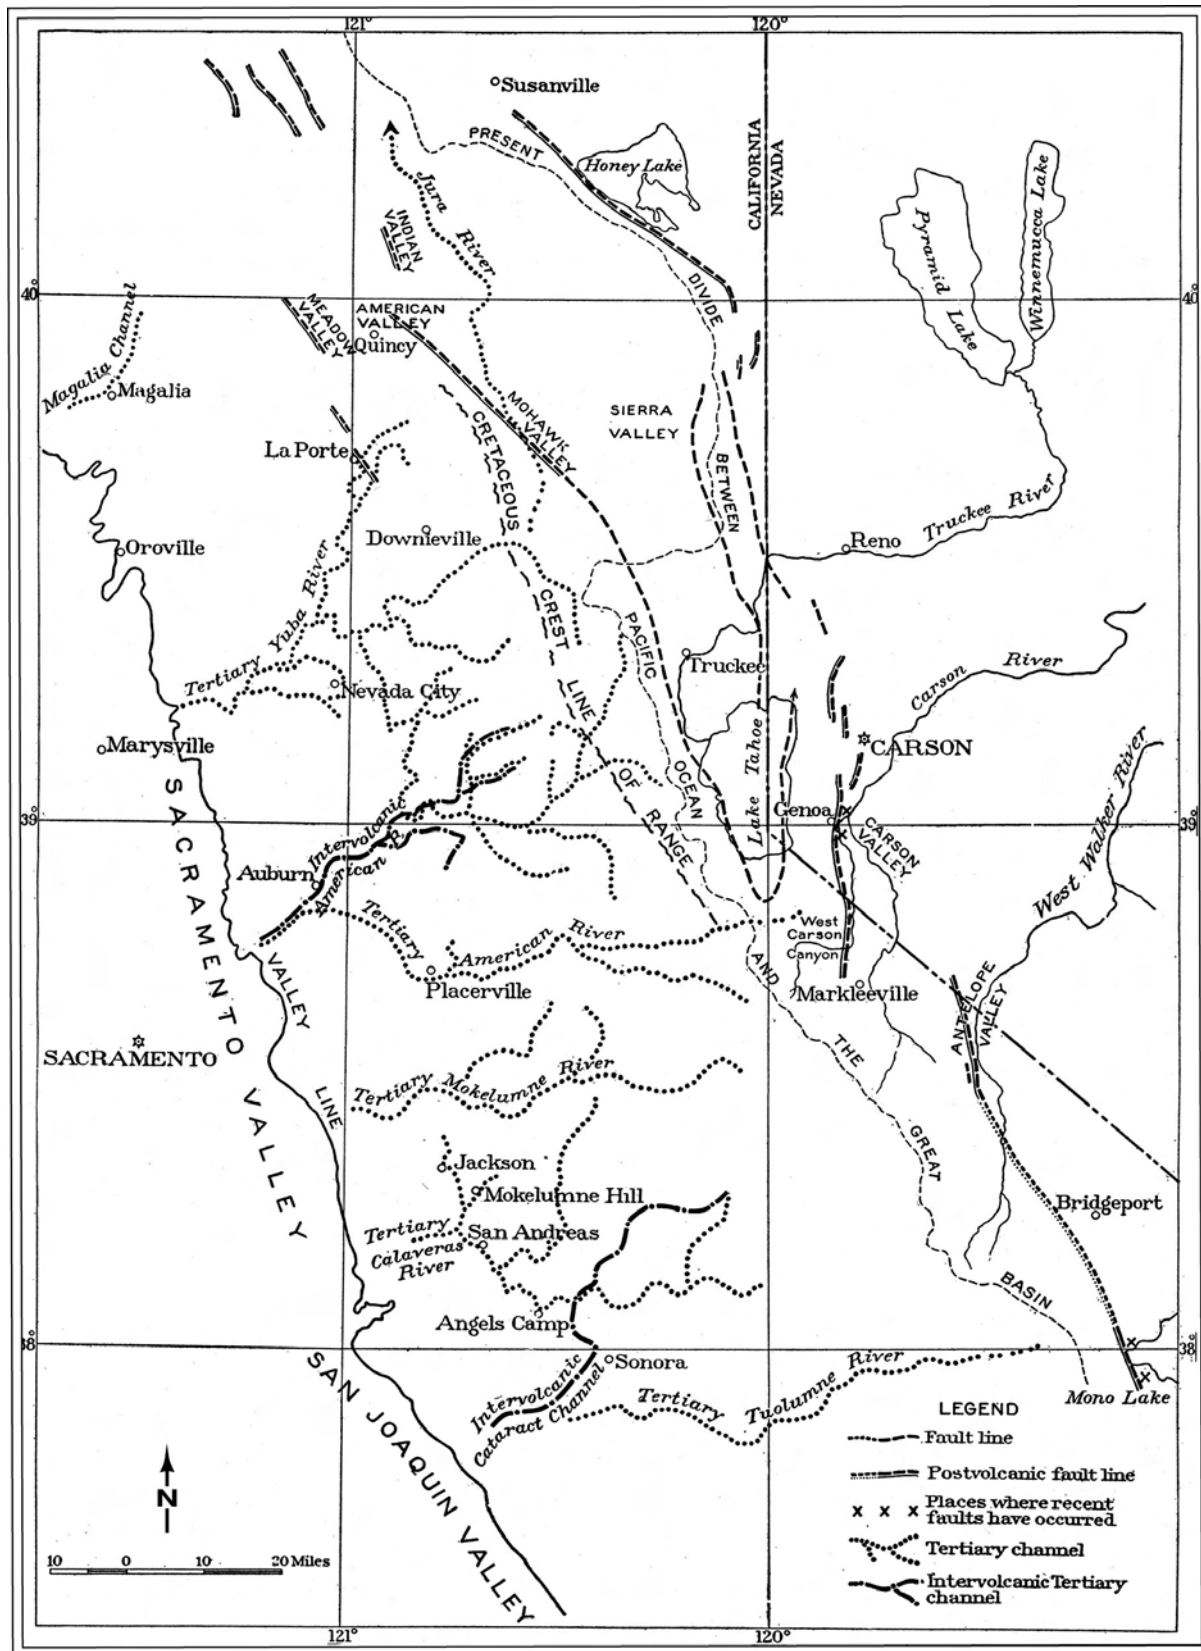 121°
120°
Susanville
PRESENT
Honey Lake
CALIFORNIA
NEVADA
Pyramid Lake
Winnemucca Lake
Jura River
INDIAN
VALLEY
40°
40°
DIVIDE
Magalia Channel
Magalia
MEADOW
VALLEY
AMERICAN
VALLEY
Quincy
MOHAWK
VALLEY
SIERRA
VALLEY
CRETACEOUS
BETWEEN
La Porte
Oroville
Downieville
Reno
Truckee River
Tertiary Yuba River
CREST
PACIFIC
Truckee
Carson River
Nevada City
LINE
Marysville
CARSON
OCEAN
Lake Tahoe
West Walker River
OF
RANGE
SACRAMENTO VALLEY
39°
39°
Genoa
CARSON
VALLEY
Intervolcanic
American R.
Auburn
Tertiary American River
West
Carson
Canyon
Placerville
AND
Markleeville
ANTELOPE
VALLEY
VALLEY
LINE
SACRAMENTO
THE
Tertiary Mokelumne River
GREAT
Jackson
Mokelumne Hill
Bridgeport
Tertiary
Calaveras
River
San Andreas
BASIN
Angels Camp
38°
38°
SAN JOAQUIN VALLEY
Intervolcanic
Cataract Channel
Sonora
Tertiary Tuolumne River
Mono Lake
LEGEND
Fault line
Postvolcanic fault line
x x x Places where recent
faults have occurred
Tertiary channel
Intervolcanic Tertiary
channel
N
10 0 10 20 Miles
121°
120°